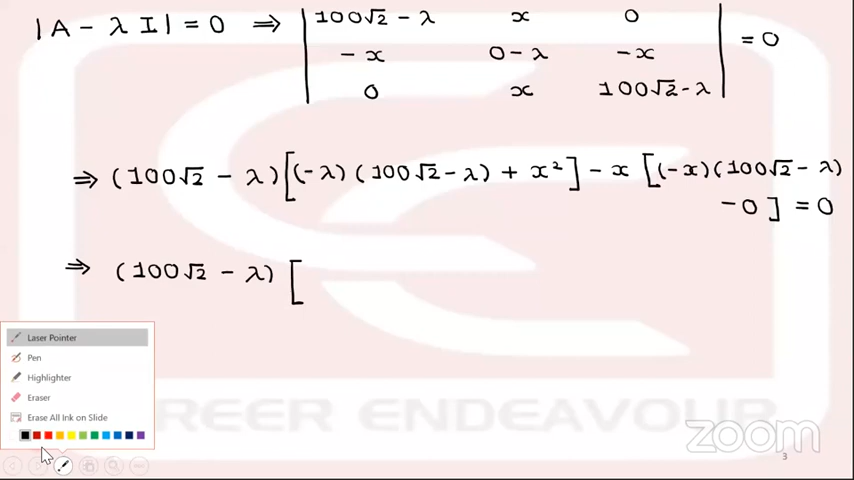 |A - λ I| = 0 ⇒ | 100√2 - λ x 0 |
| - x 0 - λ - x | = 0
| 0 x 100√2 - λ |
⇒ (100√2 - λ) [(-λ) (100√2 - λ) + x²] - x [(-x)(100√2 - λ)
- 0] = 0
⇒ (100√2 - λ) [
Laser Pointer
Pen
Highlighter
Eraser
Erase All Ink on Slide
REER ENDEAVOUR
zoom
3